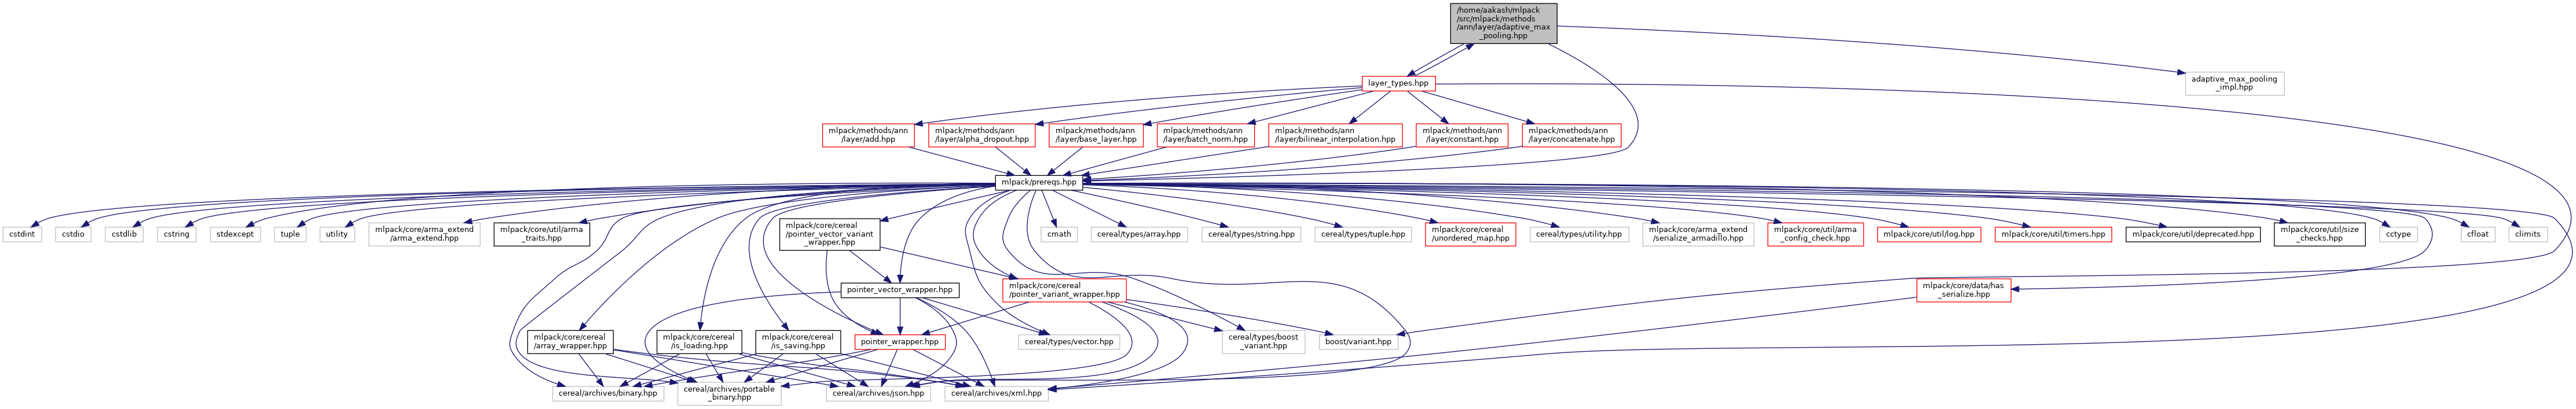 /home/aakash/mlpack
/src/mlpack/methods
/ann/layer/adaptive_max
_pooling.hpp
layer_types.hpp
adaptive_max_pooling
_impl.hpp
mlpack/methods/ann
/layer/add.hpp
mlpack/methods/ann
/layer/alpha_dropout.hpp
mlpack/methods/ann
/layer/base_layer.hpp
mlpack/methods/ann
/layer/batch_norm.hpp
mlpack/methods/ann
/layer/bilinear_interpolation.hpp
mlpack/methods/ann
/layer/constant.hpp
mlpack/methods/ann
/layer/concatenate.hpp
mlpack/prereqs.hpp
cstdint
cstdio
cstdlib
cstring
stdexcept
tuple
utility
mlpack/core/arma_extend
/arma_extend.hpp
mlpack/core/util/arma
_traits.hpp
mlpack/core/cereal
/pointer_vector_variant
_wrapper.hpp
cmath
cereal/types/array.hpp
cereal/types/string.hpp
cereal/types/tuple.hpp
mlpack/core/cereal
/unordered_map.hpp
cereal/types/utility.hpp
mlpack/core/arma_extend
/serialize_armadillo.hpp
mlpack/core/util/arma
_config_check.hpp
mlpack/core/util/log.hpp
mlpack/core/util/timers.hpp
mlpack/core/util/deprecated.hpp
mlpack/core/util/size
_checks.hpp
cctype
cfloat
climits
pointer_vector_wrapper.hpp
mlpack/core/cereal
/pointer_variant_wrapper.hpp
mlpack/core/data/has
_serialize.hpp
mlpack/core/cereal
/array_wrapper.hpp
mlpack/core/cereal
/is_loading.hpp
mlpack/core/cereal
/is_saving.hpp
pointer_wrapper.hpp
cereal/types/vector.hpp
cereal/types/boost
_variant.hpp
boost/variant.hpp
cereal/archives/binary.hpp
cereal/archives/portable
_binary.hpp
cereal/archives/json.hpp
cereal/archives/xml.hpp